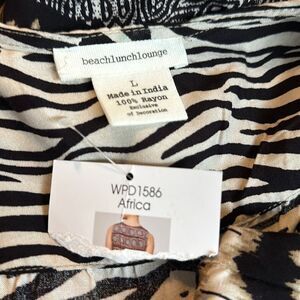 beachlunchlounge
L
Made in India
100% Rayon
Exclusive
of Decoration
WPD1586
Africa